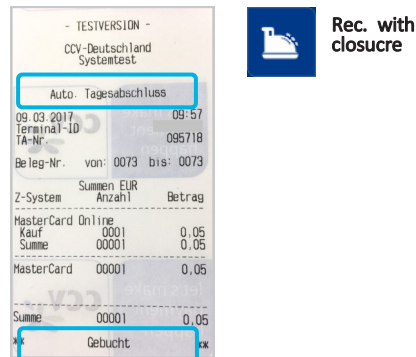 - TESTVERSION -
CCV-Deutschland
Systemtest
Auto. Tagesabschluss
09.03.2017 09:57
Terminal-ID
TA-Nr. 095718
Beleg-Nr. von: 0073 bis: 0073
Summen EUR
Z-System Anzahl Betrag
MasterCard Online
Kauf 0001 0,05
Summe 00001 0,05
MasterCard 00001 0,05
Summe 00001 0,05
** Gebucht **
Rec. with
closucre